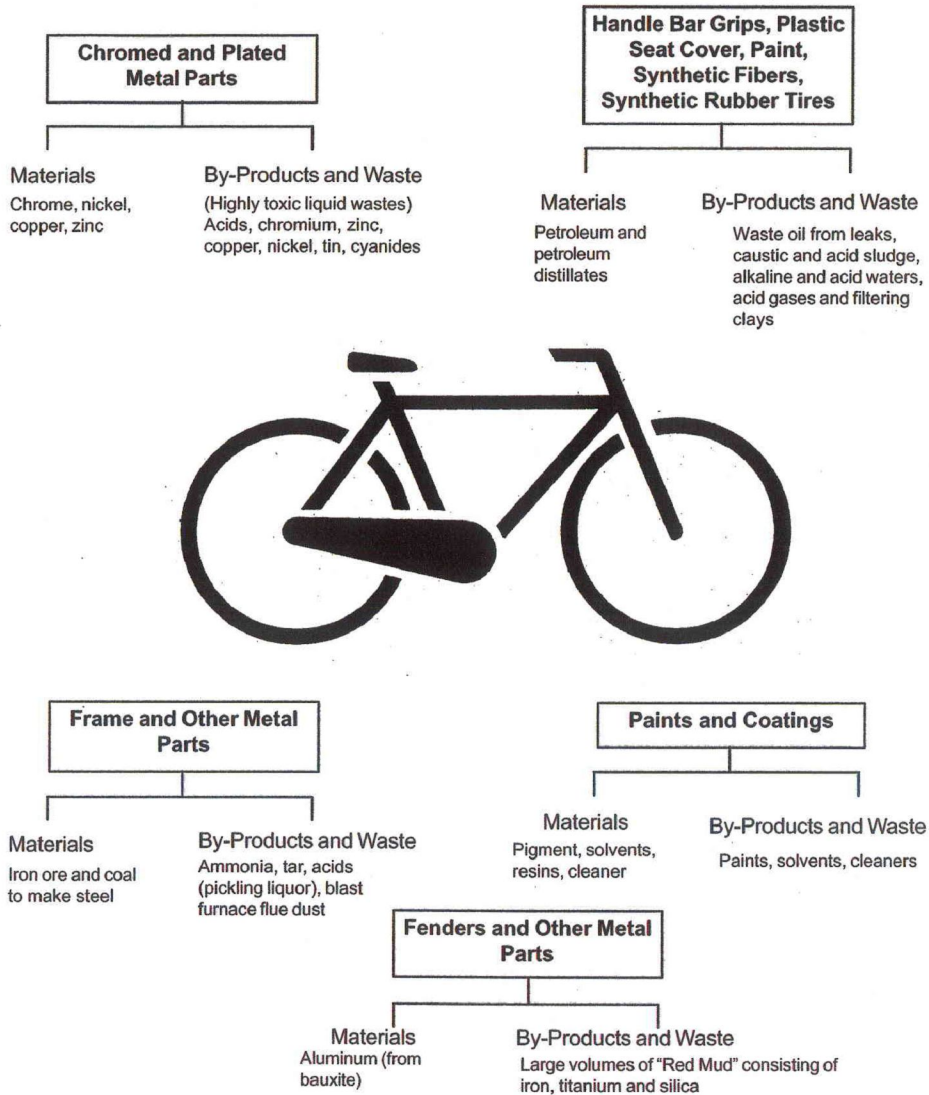 Chromed and Plated
Metal Parts
Materials
Chrome, nickel,
copper, zinc
By-Products and Waste
(Highly toxic liquid wastes)
Acids, chromium, zinc,
copper, nickel, tin, cyanides
Handle Bar Grips, Plastic
Seat Cover, Paint,
Synthetic Fibers,
Synthetic Rubber Tires
Materials
Petroleum and
petroleum
distillates
By-Products and Waste
Waste oil from leaks,
caustic and acid sludge,
alkaline and acid waters,
acid gases and filtering
clays
Frame and Other Metal
Parts
Materials
Iron ore and coal
to make steel
By-Products and Waste
Ammonia, tar, acids
(pickling liquor), blast
furnace flue dust
Paints and Coatings
Materials
Pigment, solvents,
resins, cleaner
By-Products and Waste
Paints, solvents, cleaners
Fenders and Other Metal
Parts
Materials
Aluminum (from
bauxite)
By-Products and Waste
Large volumes of "Red Mud" consisting of
iron, titanium and silica